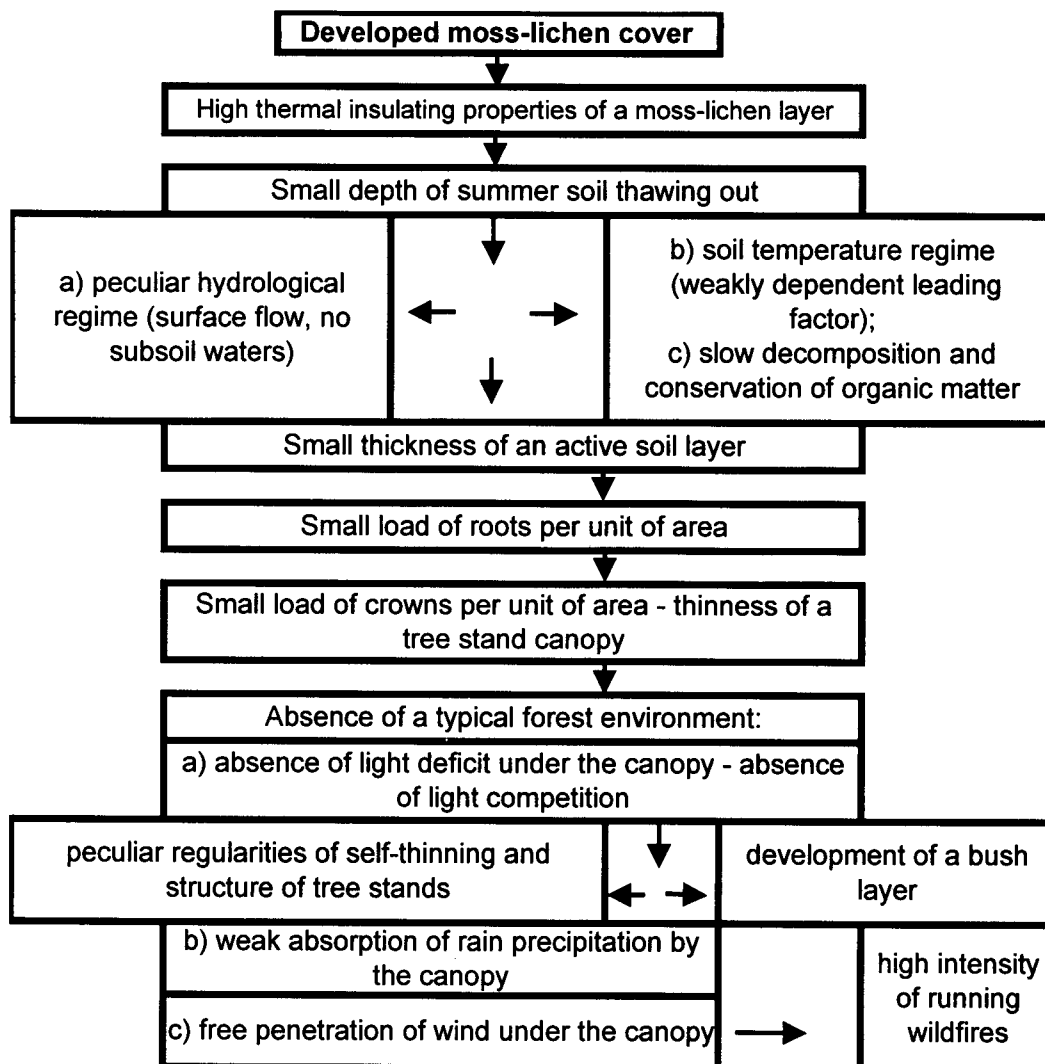 Developed moss-lichen cover
High thermal insulating properties of a moss-lichen layer
Small depth of summer soil thawing out
a) peculiar hydrological
regime (surface flow, no
subsoil waters)
b) soil temperature regime
(weakly dependent leading
factor);
c) slow decomposition and
conservation of organic matter
Small thickness of an active soil layer
Small load of roots per unit of area
Small load of crowns per unit of area - thinness of a
tree stand canopy
Absence of a typical forest environment:
a) absence of light deficit under the canopy - absence
of light competition
peculiar regularities of self-thinning and
structure of tree stands
development of a bush
layer
b) weak absorption of rain precipitation by
the canopy
c) free penetration of wind under the canopy
high intensity
of running
wildfires